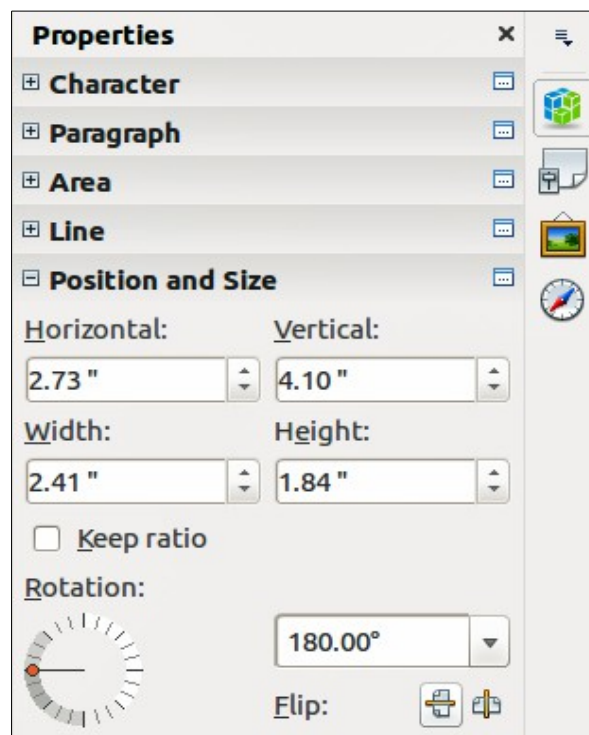 Properties
Character
Paragraph
Area
Line
Position and Size
Horizontal: Vertical:
2.73 " 4.10 "
Width: Height:
2.41 " 1.84 "
Keep ratio
Rotation:
180.00°
Flip: